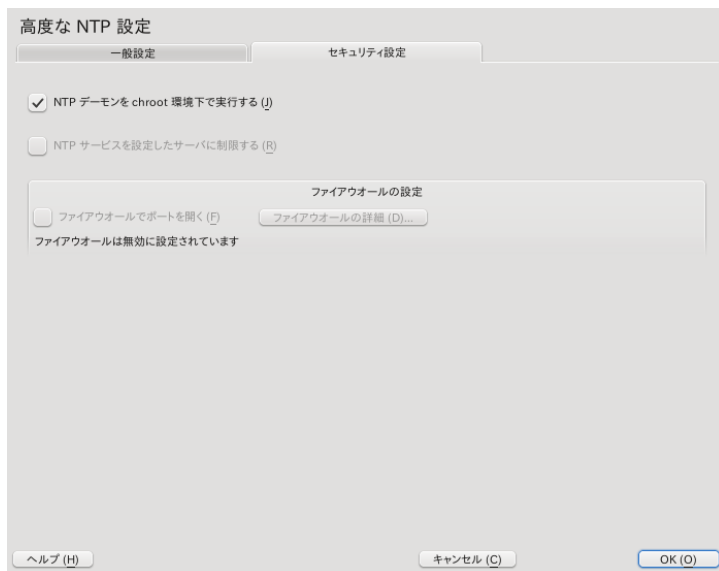 高度な NTP 設定
一般設定
セキュリティ設定
NTP デーモンを chroot 環境下で実行する (J)
NTP サービスを設定したサーバに制限する (R)
ファイアウオールの設定
ファイアウオールでポートを開く (F)
ファイアウオールの詳細 (D)...
ファイアウオールは無効に設定されています
ヘルプ (H)
キャンセル (C)
OK (O)